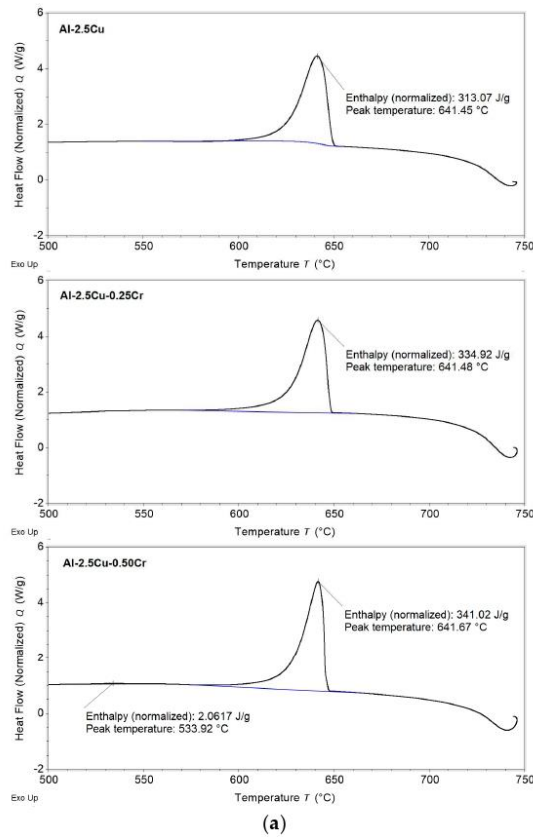 Al-2.5Cu
Heat Flow (Normalized) Q (W/g)
6
4
2
0
-2
Enthalpy (normalized): 313.07 J/g
Peak temperature: 641.45 °C
500
550
600
650
700
750
Exo Up
Temperature T (°C)
Al-2.5Cu-0.25Cr
Heat Flow (Normalized) Q (W/g)
6
4
2
0
-2
Enthalpy (normalized): 334.92 J/g
Peak temperature: 641.48 °C
500
550
600
650
700
750
Exo Up
Temperature T (°C)
Al-2.5Cu-0.50Cr
Heat Flow (Normalized) Q (W/g)
6
4
2
0
-2
Enthalpy (normalized): 341.02 J/g
Peak temperature: 641.67 °C
Enthalpy (normalized): 2.0617 J/g
Peak temperature: 533.92 °C
500
550
600
650
700
750
Exo Up
Temperature T (°C)
(a)